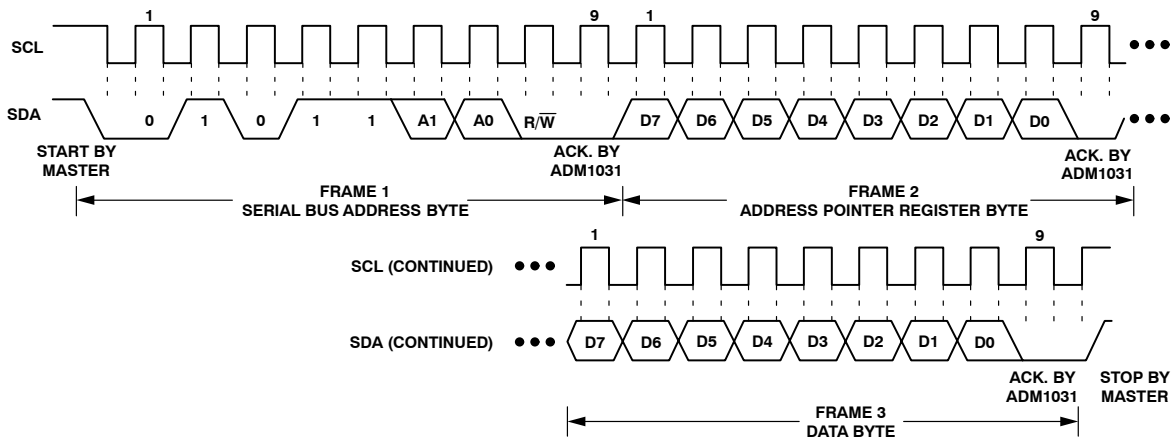 1 9 1 9
SCL
SDA
0 1 0 1 1 A1 A0 R/W̅ D7 D6 D5 D4 D3 D2 D1 D0
START BY
MASTER
ACK. BY
ADM1031
ACK. BY
ADM1031
FRAME 1
SERIAL BUS ADDRESS BYTE
FRAME 2
ADDRESS POINTER REGISTER BYTE
1 9
SCL (CONTINUED)
SDA (CONTINUED)
D7 D6 D5 D4 D3 D2 D1 D0
ACK. BY
ADM1031
STOP BY
MASTER
FRAME 3
DATA BYTE